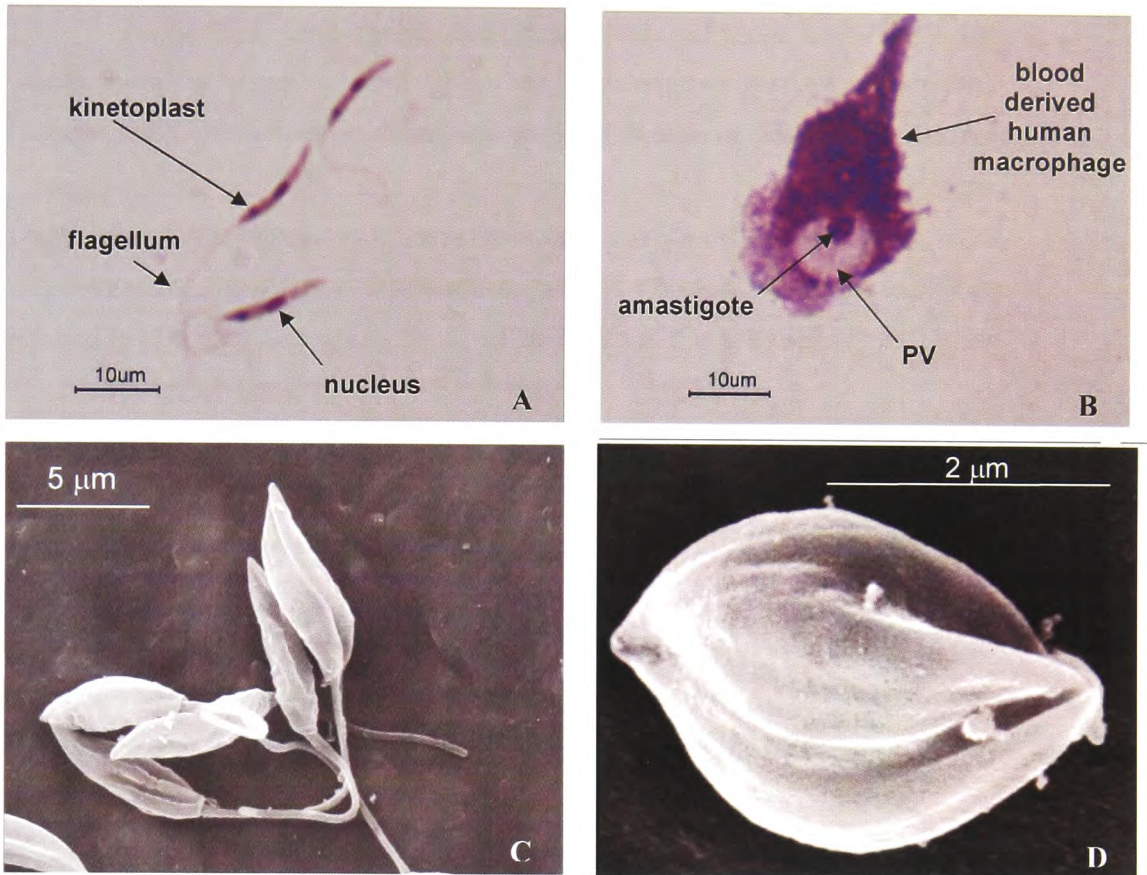 kinetoplast
flagellum
nucleus
10um
A
blood
derived
human
macrophage
amastigote
PV
10um
B
5 μm
C
2 μm
D